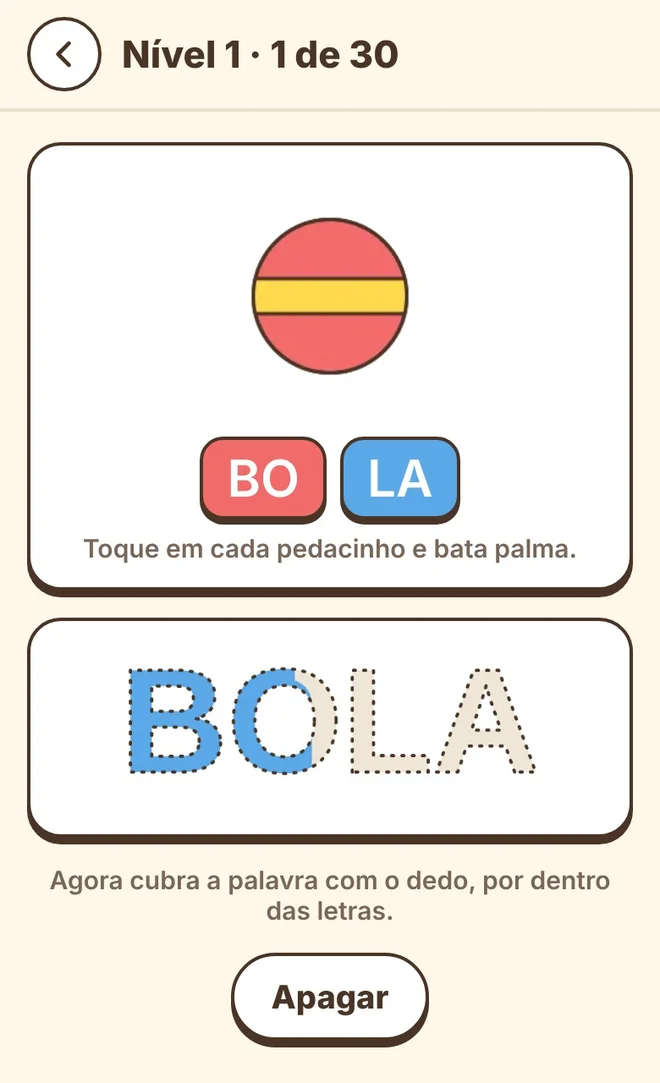 Nível 1 · 1 de 30
BO LA
Toque em cada pedacinho e bata palma.
BOLA
Agora cubra a palavra com o dedo, por dentro
das letras.
Apagar